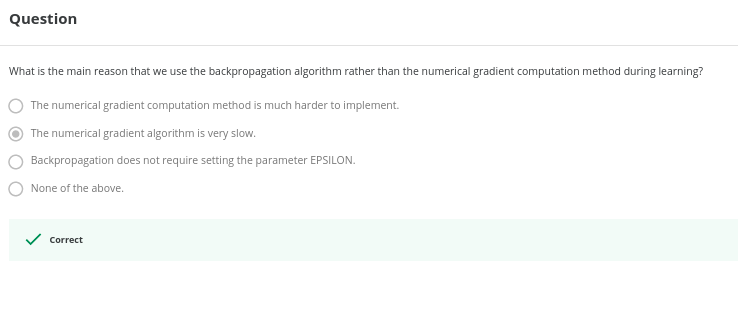 Question
What is the main reason that we use the backpropagation algorithm rather than the numerical gradient computation method during learning?
The numerical gradient computation method is much harder to implement.
The numerical gradient algorithm is very slow.
Backpropagation does not require setting the parameter EPSILON.
None of the above.
Correct